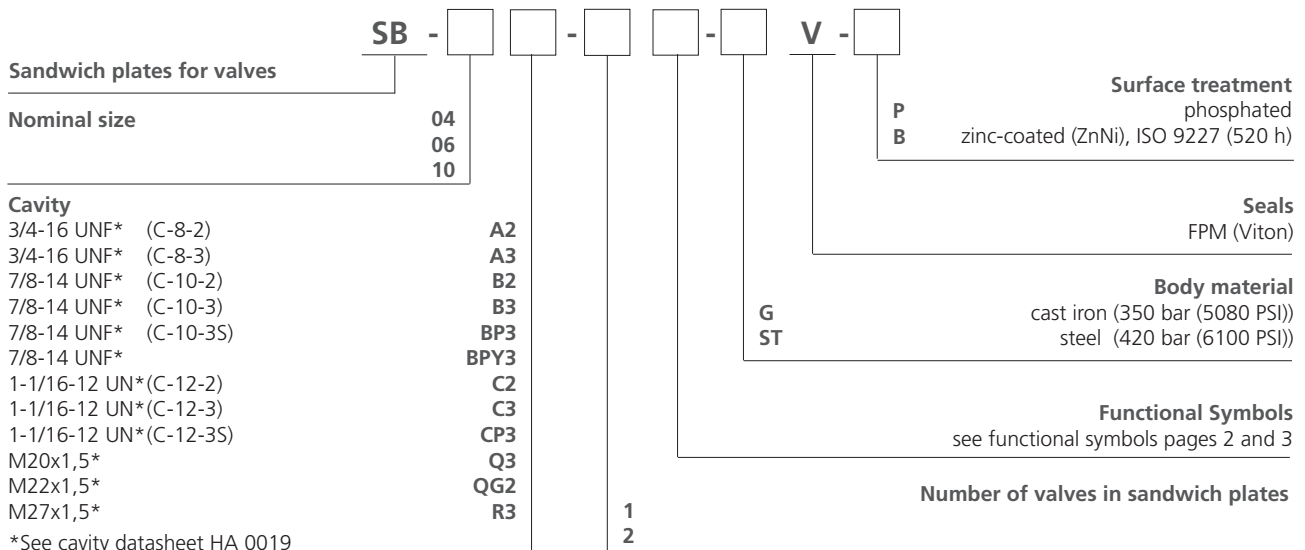 SB - - - V -
Sandwich plates for valves
Nominal size 04
06
10
Cavity
3/4-16 UNF* (C-8-2) A2
3/4-16 UNF* (C-8-3) A3
7/8-14 UNF* (C-10-2) B2
7/8-14 UNF* (C-10-3) B3
7/8-14 UNF* (C-10-3S) BP3
7/8-14 UNF* BPY3
1-1/16-12 UN*(C-12-2) C2
1-1/16-12 UN*(C-12-3) C3
1-1/16-12 UN*(C-12-3S) CP3
M20x1,5* Q3
M22x1,5* QG2
M27x1,5* R3
*See cavity datasheet HA 0019
Surface treatment
P phosphated
B zinc-coated (ZnNi), ISO 9227 (520 h)
Seals
FPM (Viton)
Body material
G cast iron (350 bar (5080 PSI))
ST steel (420 bar (6100 PSI))
Functional Symbols
see functional symbols pages 2 and 3
Number of valves in sandwich plates
1
2